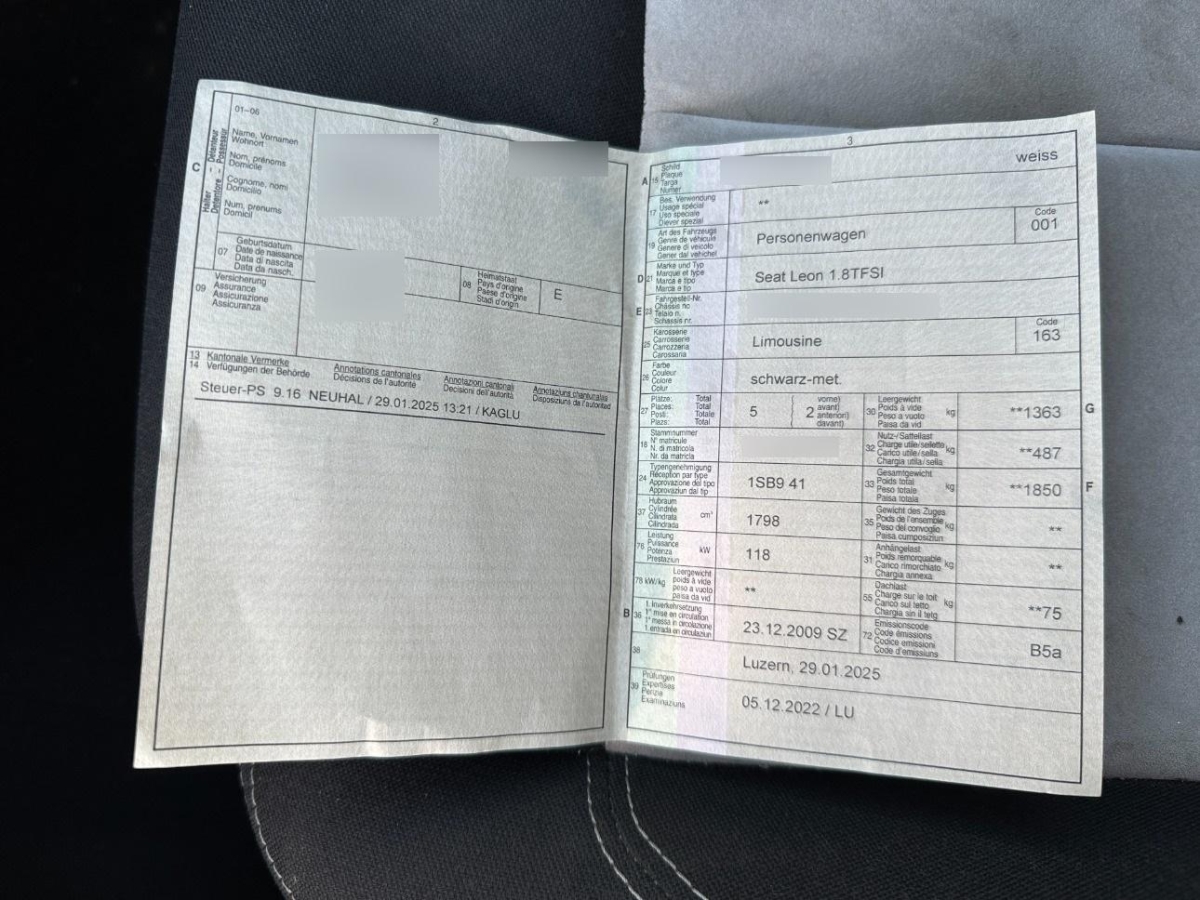 2
01-06
C
Halter - Détenteur
Detentore - Possessur
Name, Vornamen
Wohnort
Nom, prénoms
Domicile
Cognome, nomi
Domicilio
Num, prenums
Domicil
07
Geburtsdatum
Date de naissance
Data di nascita
Data da nasch.
08
Heimatstaat
Pays d'origine
Paese d'origine
Stadi d'origin
E
09
Versicherung
Assurance
Assicurazione
Assicuranza
13 Kantonale Vermerke
14 Verfügungen der Behörde
Annotations cantonales
Décisions de l'autorité
Annotazioni cantonali
Decisioni dell'autorità
Annotaziuns chantunalas
Disposiziuns da l'autoritad
Steuer-PS 9.16 NEUHAL / 29.01.2025 13:21 / KAGLU
3
A
Schild
Plaque
Targa
Numer
weiss
17
Bes. Verwendung
Usage spécial
Uso speciale
Diever spezial
**
19
Art des Fahrzeugs
Genre de véhicule
Genere di veicolo
Gener dal vehichel
Personenwagen
Code
001
D 21
Marke und Typ
Marque et type
Marca e tipo
Marca e tip
Seat Leon 1.8TFSI
E 23
Fahrgestell-Nr.
Châssis no
Telaio n.
Schassis nr.
25
Karosserie
Carrosserie
Carrozzeria
Carossaria
Limousine
Code
163
26
Farbe
Couleur
Colore
Colur
schwarz-met.
27
Plätze: Total
Places: Total
Posti: Totale
Plazs: Total
5
2
vorne)
avant)
anteriori)
davant)
30
Leergewicht
Poids à vide
Peso a vuoto
Paisa da vid
kg
**1363
G
18
Stammnummer
N° matricule
N. di matricola
Nr. da matricla
32
Nutz-/Sattellast
Charge utile/sellette
Carico utile/sella
Chargia utila/sella
kg
**487
24
Typengenehmigung
Réception par type
Approvazione del tipo
Approvaziun dal tip
1SB9 41
33
Gesamtgewicht
Poids total
Peso totale
Paisa totala
kg
**1850
F
37
Hubraum
Cylindrée
Cilindrata
Cilindrada
cm³
1798
35
Gewicht des Zuges
Poids de l'ensemble
Peso del convoglio
Paisa cumposiziun
kg
**
76
Leistung
Puissance
Potenza
Prestaziun
kW
118
31
Anhängelast
Poids remorquable
Carico rimorchiato
Chargia annexa
kg
**
78 kW/kg
Leergewicht
poids à vide
peso a vuoto
paisa da vid
**
55
Dachlast
Charge sur le toit
Carico sul tetto
Chargia sin il tetg
kg
**75
B 36
1. Inverkehrsetzung
1re mise en circulation
1a messa in circolazione
1. entrada en circulaziun
23.12.2009 SZ
72
Emissionscode
Code émissions
Codice emissioni
Code d'emissiuns
B5a
38
Luzern, 29.01.2025
39
Prüfungen
Expertises
Perizie
Examinaziuns
05.12.2022 / LU